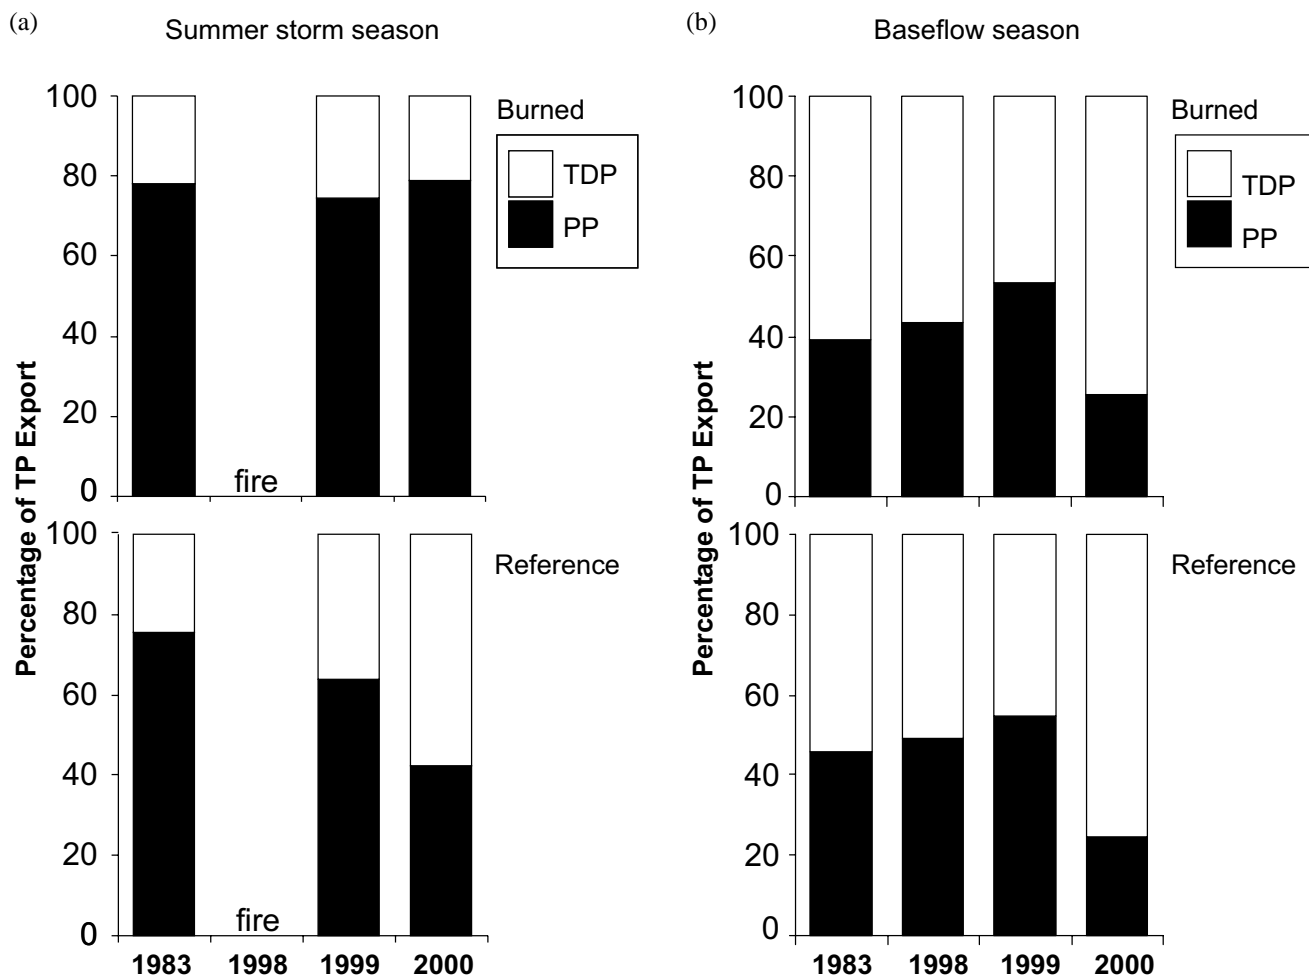 (a)
Summer storm season
Percentage of TP Export
100
80
60
40
20
0
fire
Burned
TDP
PP
100
80
60
40
20
0
fire
Reference
1983 1998 1999 2000
(b)
Baseflow season
Percentage of TP Export
100
80
60
40
20
0
Burned
TDP
PP
100
80
60
40
20
0
Reference
1983 1998 1999 2000